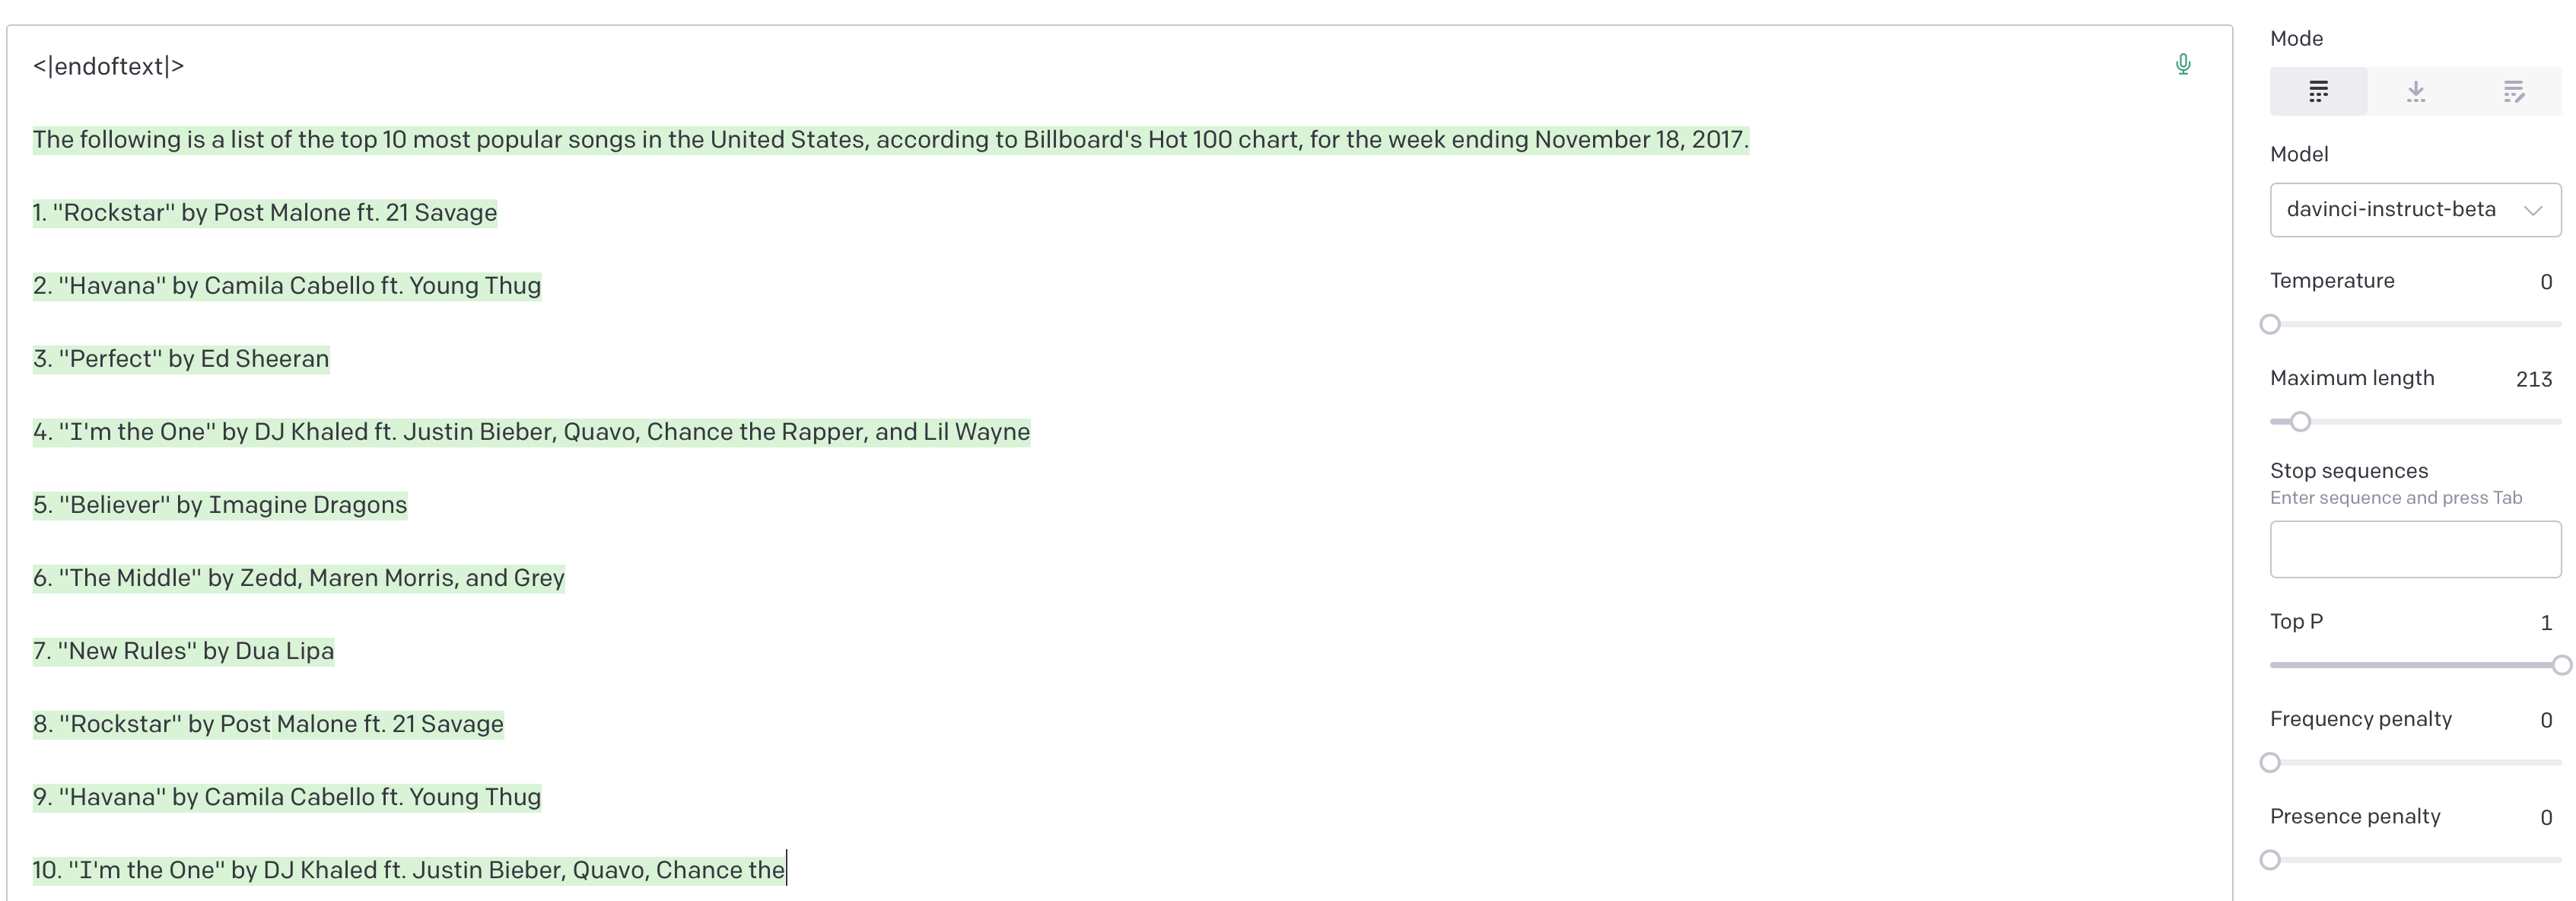 <|endoftext|>
The following is a list of the top 10 most popular songs in the United States, according to Billboard's Hot 100 chart, for the week ending November 18, 2017.
1. "Rockstar" by Post Malone ft. 21 Savage
2. "Havana" by Camila Cabello ft. Young Thug
3. "Perfect" by Ed Sheeran
4. "I'm the One" by DJ Khaled ft. Justin Bieber, Quavo, Chance the Rapper, and Lil Wayne
5. "Believer" by Imagine Dragons
6. "The Middle" by Zedd, Maren Morris, and Grey
7. "New Rules" by Dua Lipa
8. "Rockstar" by Post Malone ft. 21 Savage
9. "Havana" by Camila Cabello ft. Young Thug
10. "I'm the One" by DJ Khaled ft. Justin Bieber, Quavo, Chance the
Mode
Model
davinci-instruct-beta
Temperature 0
Maximum length 213
Stop sequences
Enter sequence and press Tab
Top P 1
Frequency penalty 0
Presence penalty 0